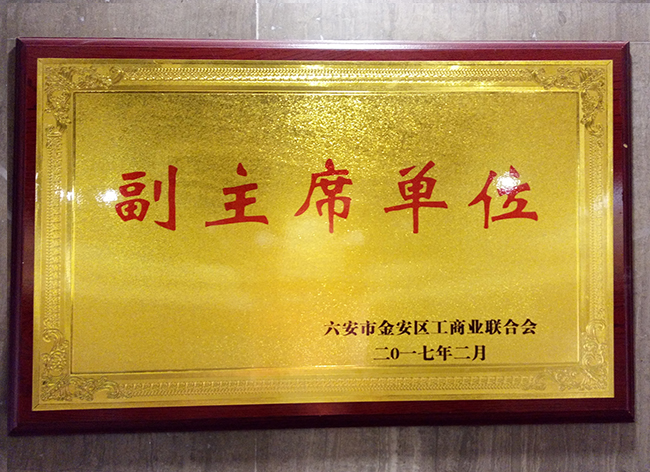 副主席单位
六安市金安区工商业联合会
二0一七年二月